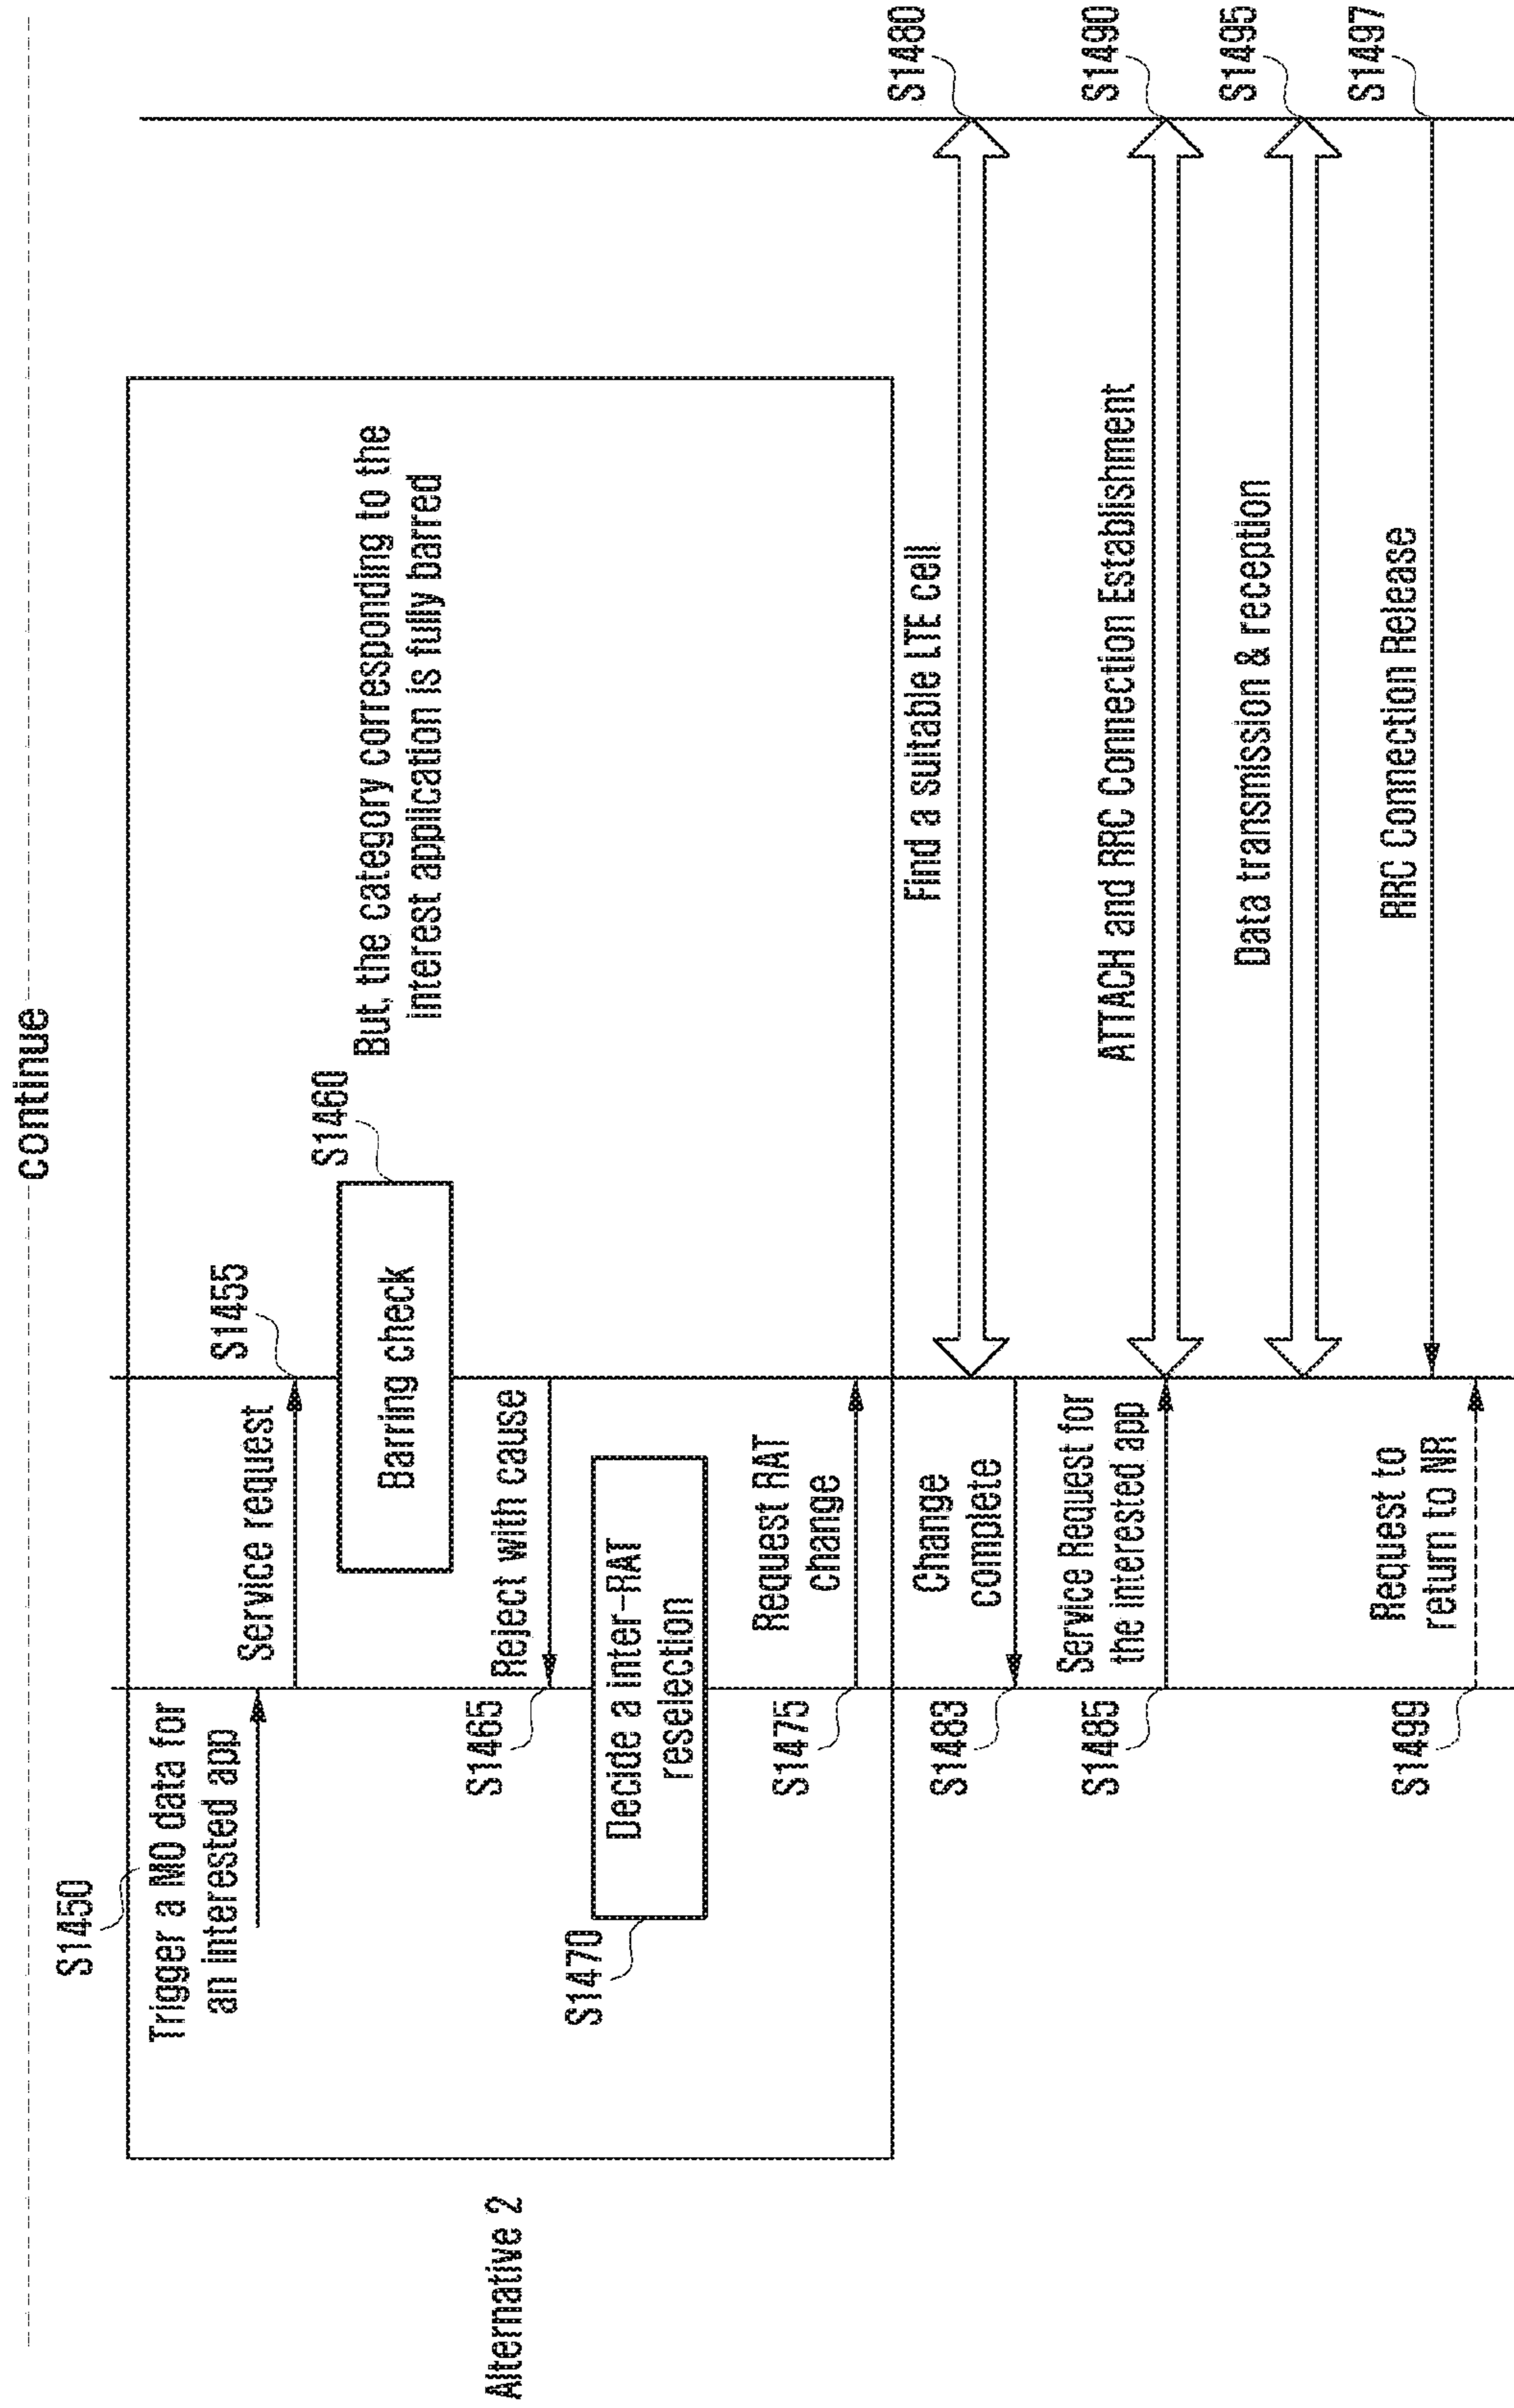 continue
Alternative 2
S1450
Trigger a MO data for
an interested app
Service request
S1455
Barring check
S1460
But, the category corresponding to the
interest application is fully barred
Reject with cause
S1465
Decide a inter-RAT
reselection
S1470
Request RAT
change
S1475
Find a suitable LTE cell
S1480
Change
complete
S1483
Service Request for
the interested app
S1485
ATTACH and RRC Connection Establishment
S1490
Data transmission & reception
S1495
RRC Connection Release
S1497
Request to
return to NR
S1499